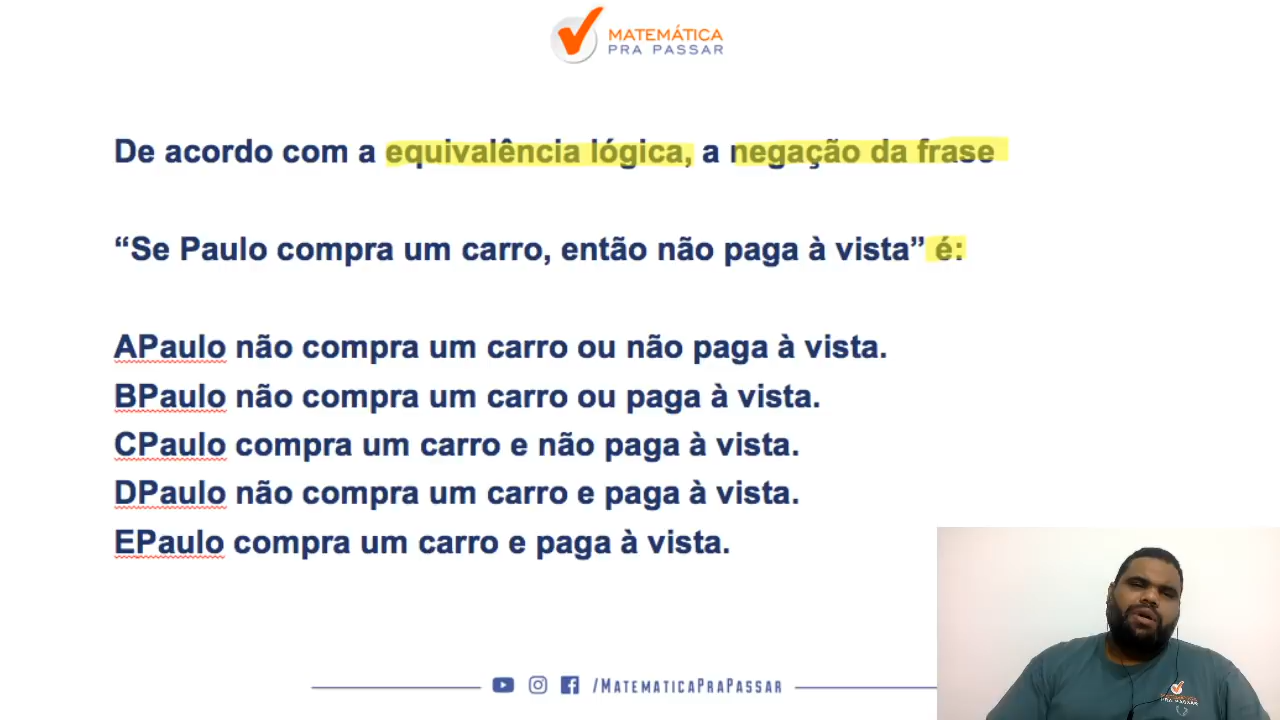 MATEMÁTICA
PRA PASSAR
De acordo com a equivalência lógica, a negação da frase
“Se Paulo compra um carro, então não paga à vista” é:
APaulo não compra um carro ou não paga à vista.
BPaulo não compra um carro ou paga à vista.
CPaulo compra um carro e não paga à vista.
DPaulo não compra um carro e paga à vista.
EPaulo compra um carro e paga à vista.
/MATEMATICAPRAPASSAR